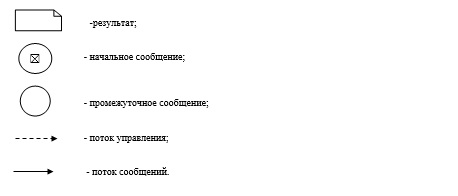 -результат;
- начальное сообщение;
- промежуточное сообщение;
- поток управления;
- поток сообщений.